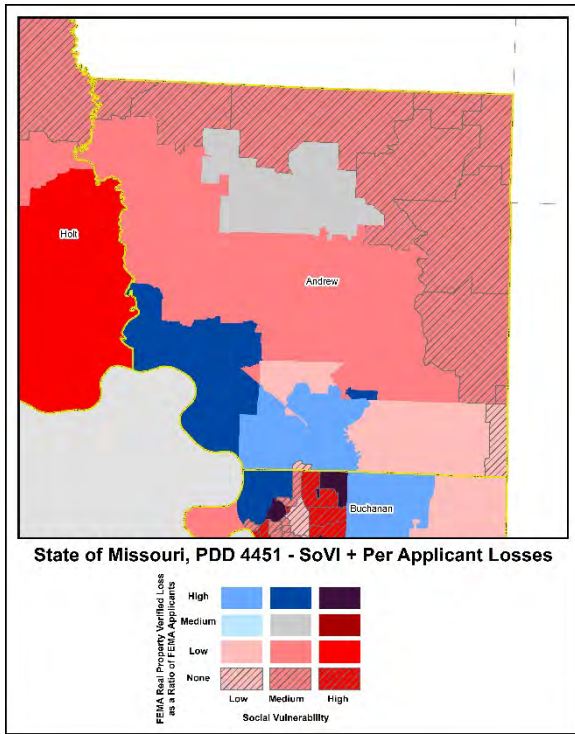 Holt
Andrew
Buchanan
State of Missouri, PDD 4451 - SoVI + Per Applicant Losses
FEMA Real Property Verified Loss
as a Ratio of FEMA Applicants
High
Medium
Low
None
Low Medium High
Social Vulnerability